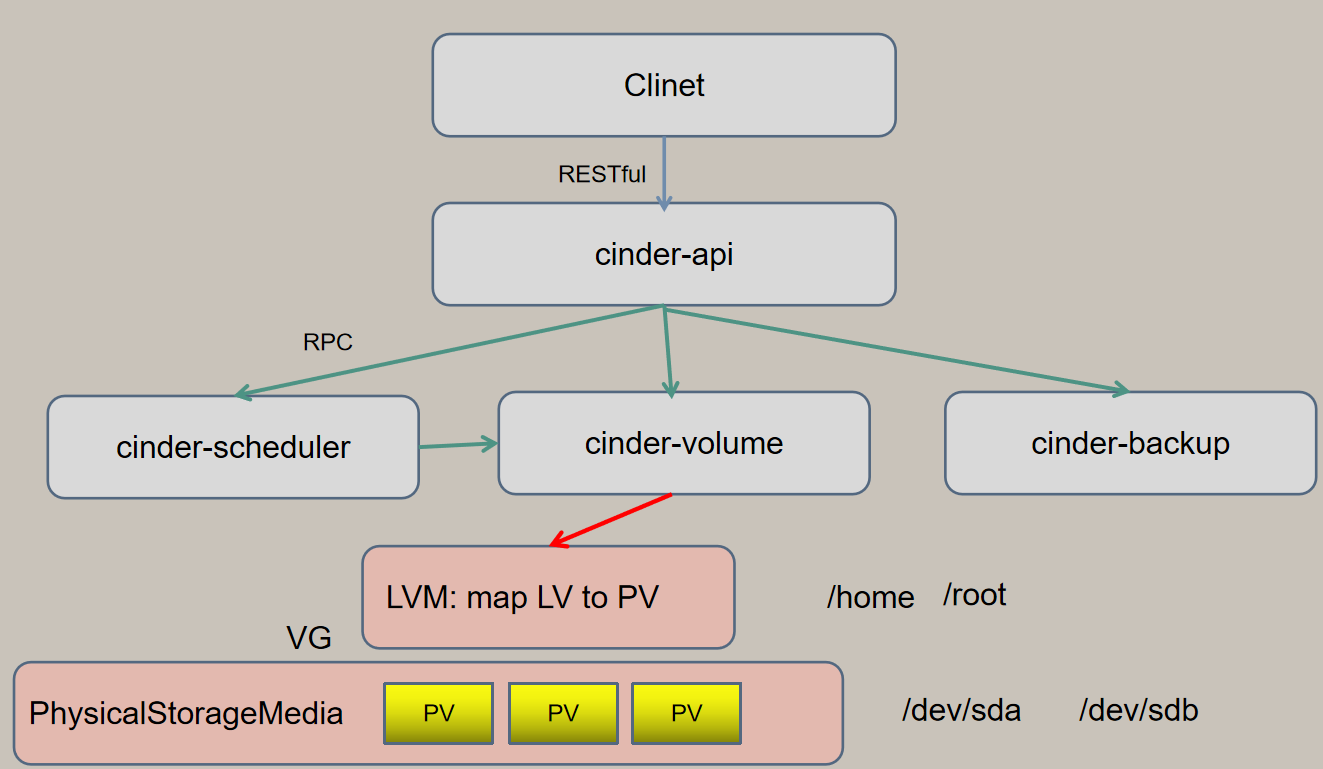 Clinet
RESTful
cinder-api
RPC
cinder-scheduler
cinder-volume
cinder-backup
LVM: map LV to PV
/home
/root
VG
PhysicalStorageMedia
PV
PV
PV
/dev/sda
/dev/sdb